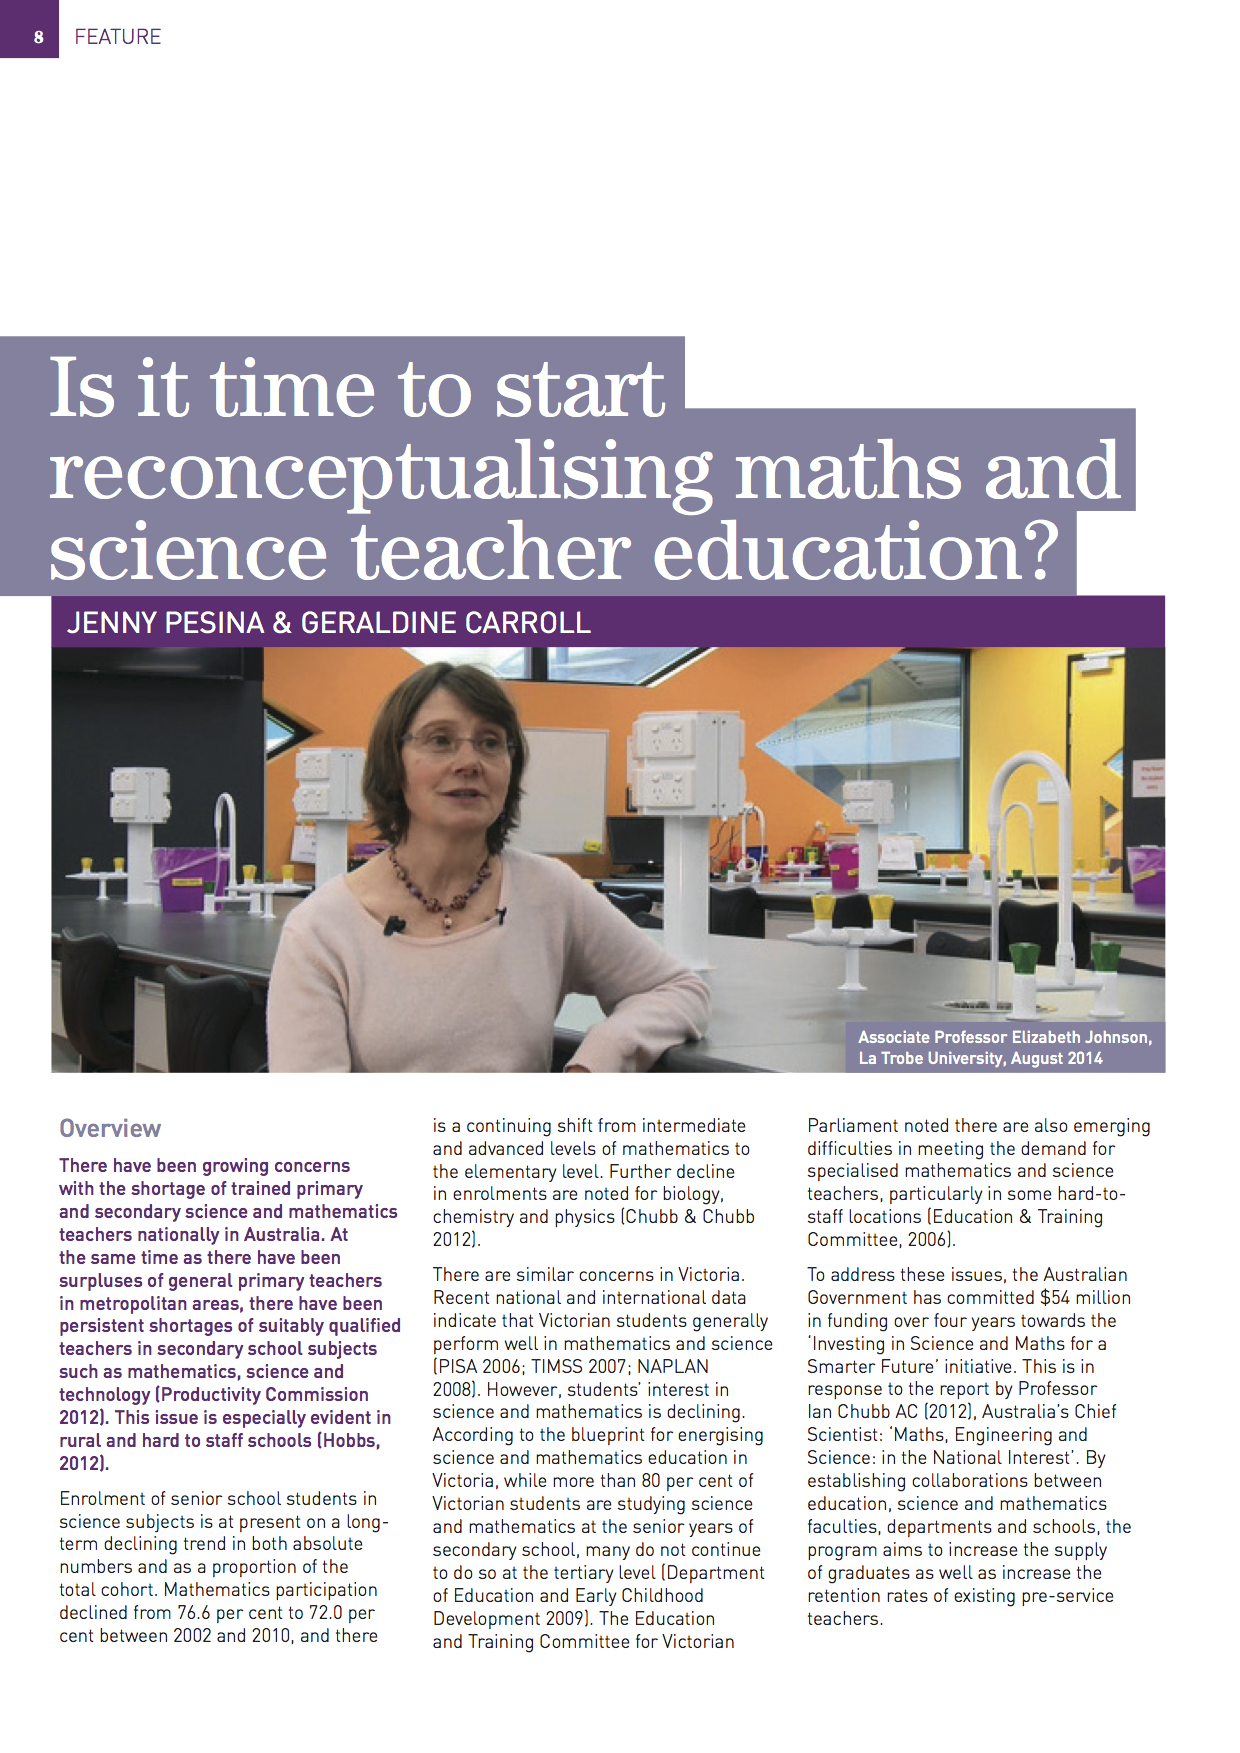 8 FEATURE
Is it time to start
reconceptualising maths and
science teacher education?
JENNY PESINA & GERALDINE CARROLL
Associate Professor Elizabeth Johnson,
La Trobe University, August 2014
Overview
There have been growing concerns
with the shortage of trained primary
and secondary science and mathematics
teachers nationally in Australia. At
the same time as there have been
surpluses of general primary teachers
in metropolitan areas, there have been
persistent shortages of suitably qualified
teachers in secondary school subjects
such as mathematics, science and
technology (Productivity Commission
2012). This issue is especially evident in
rural and hard to staff schools (Hobbs,
2012).
Enrolment of senior school students in
science subjects is at present on a long-
term declining trend in both absolute
numbers and as a proportion of the
total cohort. Mathematics participation
declined from 76.6 per cent to 72.0 per
cent between 2002 and 2010, and there
is a continuing shift from intermediate
and advanced levels of mathematics to
the elementary level. Further decline
in enrolments are noted for biology,
chemistry and physics (Chubb & Chubb
2012).
There are similar concerns in Victoria.
Recent national and international data
indicate that Victorian students generally
perform well in mathematics and science
(PISA 2006; TIMSS 2007; NAPLAN
2008). However, students' interest in
science and mathematics is declining.
According to the blueprint for energising
science and mathematics education in
Victoria, while more than 80 per cent of
Victorian students are studying science
and mathematics at the senior years of
secondary school, many do not continue
to do so at the tertiary level (Department
of Education and Early Childhood
Development 2009). The Education
and Training Committee for Victorian
Parliament noted there are also emerging
difficulties in meeting the demand for
specialised mathematics and science
teachers, particularly in some hard-to-
staff locations (Education & Training
Committee, 2006).
To address these issues, the Australian
Government has committed $54 million
in funding over four years towards the
'Investing in Science and Maths for a
Smarter Future' initiative. This is in
response to the report by Professor
Ian Chubb AC (2012), Australia's Chief
Scientist: 'Maths, Engineering and
Science: in the National Interest'. By
establishing collaborations between
education, science and mathematics
faculties, departments and schools, the
program aims to increase the supply
of graduates as well as increase the
retention rates of existing pre-service
teachers.